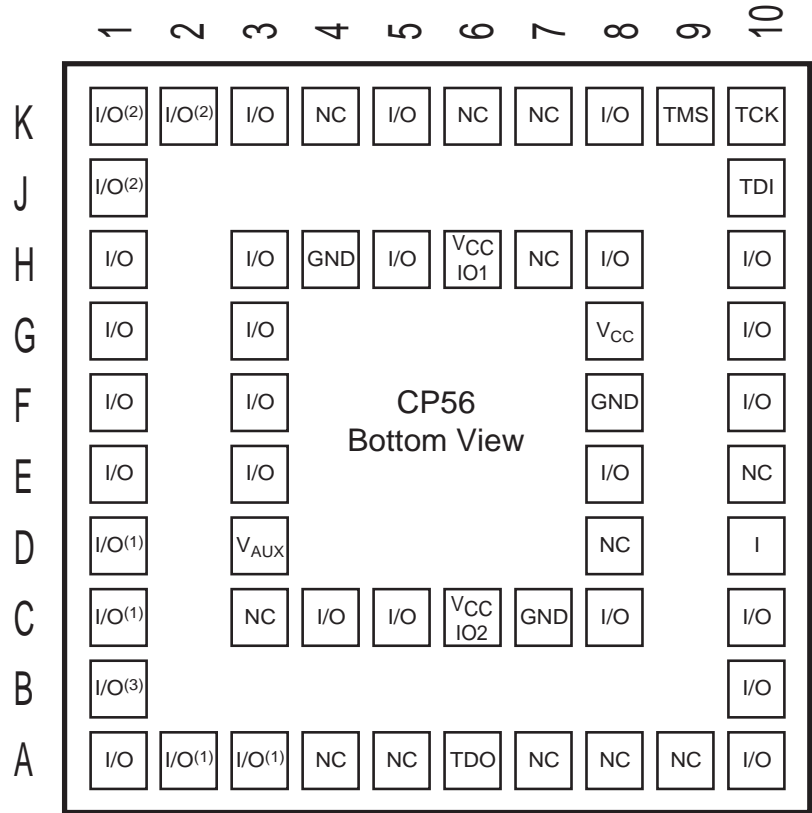 1 2 3 4 5 6 7 8 9 10
K I/O(2) I/O(2) I/O NC I/O NC NC I/O TMS TCK
J I/O(2) TDI
H I/O I/O GND I/O VCC IO1 NC I/O I/O
G I/O I/O VCC I/O
F I/O I/O GND I/O
CP56
Bottom View
E I/O I/O I/O NC
D I/O(1) VAUX NC I
C I/O(1) NC I/O I/O VCC IO2 GND I/O I/O
B I/O(3) I/O
A I/O I/O(1) I/O(1) NC NC TDO NC NC NC I/O